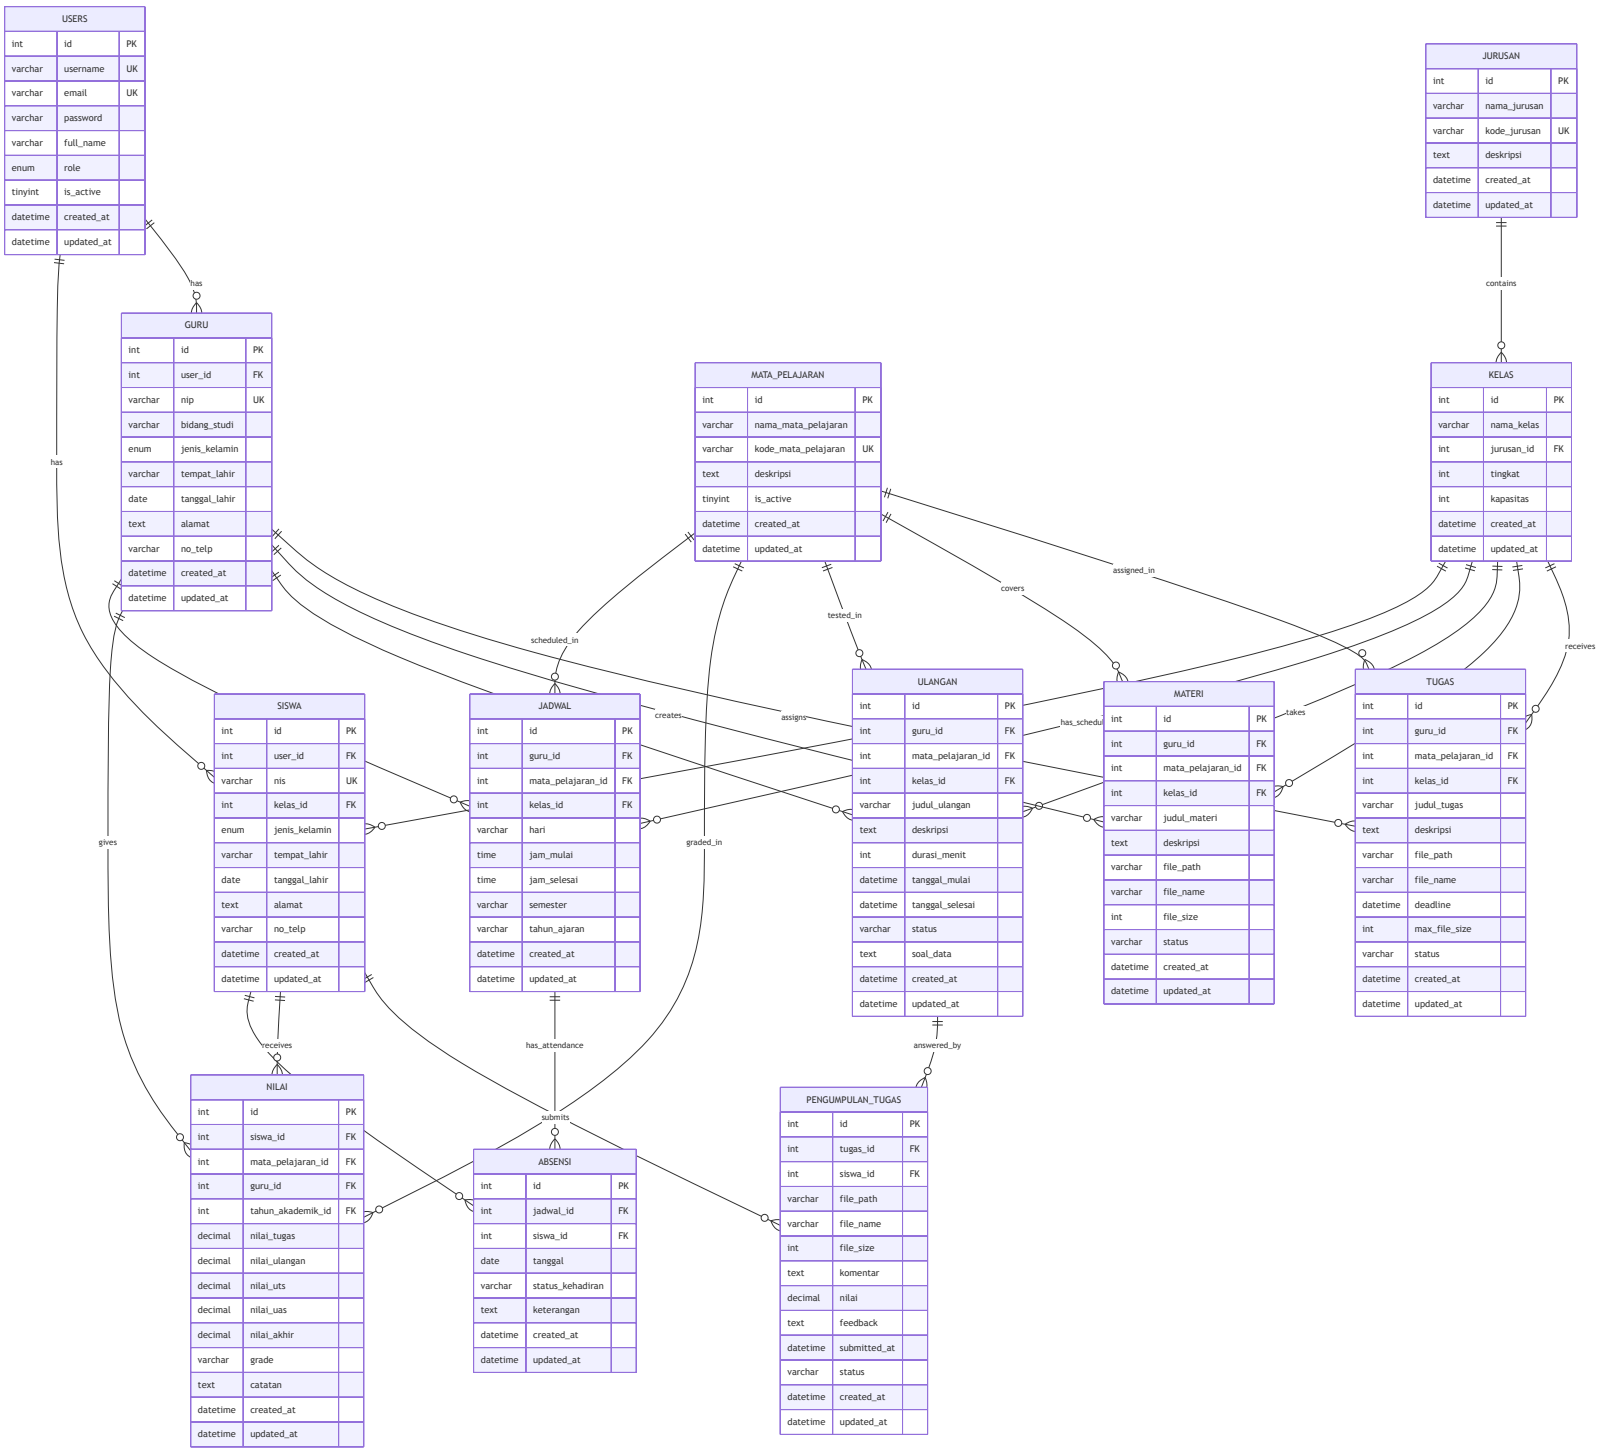 USERS
int id PK
varchar username UK
varchar email UK
varchar password
varchar full_name
enum role
tinyint is_active
datetime created_at
datetime updated_at
JURUSAN
int id PK
varchar nama_jurusan
varchar kode_jurusan UK
text deskripsi
datetime created_at
datetime updated_at
has
contains
GURU
int id PK
int user_id FK
varchar nip UK
varchar bidang_studi
enum jenis_kelamin
varchar tempat_lahir
date tanggal_lahir
text alamat
varchar no_telp
datetime created_at
datetime updated_at
MATA_PELAJARAN
int id PK
varchar nama_mata_pelajaran
varchar kode_mata_pelajaran UK
text deskripsi
tinyint is_active
datetime created_at
datetime updated_at
KELAS
int id PK
varchar nama_kelas
int jurusan_id FK
int tingkat
int kapasitas
datetime created_at
datetime updated_at
has
assigned_in
covers
tested_in
scheduled_in
receives
creates
assigns
has_schedul
takes
SISWA
int id PK
int user_id FK
varchar nis UK
int kelas_id FK
enum jenis_kelamin
varchar tempat_lahir
date tanggal_lahir
text alamat
varchar no_telp
datetime created_at
datetime updated_at
JADWAL
int id PK
int guru_id FK
int mata_pelajaran_id FK
int kelas_id FK
varchar hari
time jam_mulai
time jam_selesai
varchar semester
varchar tahun_ajaran
datetime created_at
datetime updated_at
ULANGAN
int id PK
int guru_id FK
int mata_pelajaran_id FK
int kelas_id FK
varchar judul_ulangan
text deskripsi
int durasi_menit
datetime tanggal_mulai
datetime tanggal_selesai
varchar status
text soal_data
datetime created_at
datetime updated_at
MATERI
int id PK
int guru_id FK
int mata_pelajaran_id FK
int kelas_id FK
varchar judul_materi
text deskripsi
varchar file_path
varchar file_name
int file_size
varchar status
datetime created_at
datetime updated_at
TUGAS
int id PK
int guru_id FK
int mata_pelajaran_id FK
int kelas_id FK
varchar judul_tugas
text deskripsi
varchar file_path
varchar file_name
datetime deadline
int max_file_size
varchar status
datetime created_at
datetime updated_at
gives
graded_in
receives
has_attendance
answered_by
submits
NILAI
int id PK
int siswa_id FK
int mata_pelajaran_id FK
int guru_id FK
int tahun_akademik_id FK
decimal nilai_tugas
decimal nilai_ulangan
decimal nilai_uts
decimal nilai_uas
decimal nilai_akhir
varchar grade
text catatan
datetime created_at
datetime updated_at
ABSENSI
int id PK
int jadwal_id FK
int siswa_id FK
date tanggal
varchar status_kehadiran
text keterangan
datetime created_at
datetime updated_at
PENGUMPULAN_TUGAS
int id PK
int tugas_id FK
int siswa_id FK
varchar file_path
varchar file_name
int file_size
text komentar
decimal nilai
text feedback
datetime submitted_at
varchar status
datetime created_at
datetime updated_at